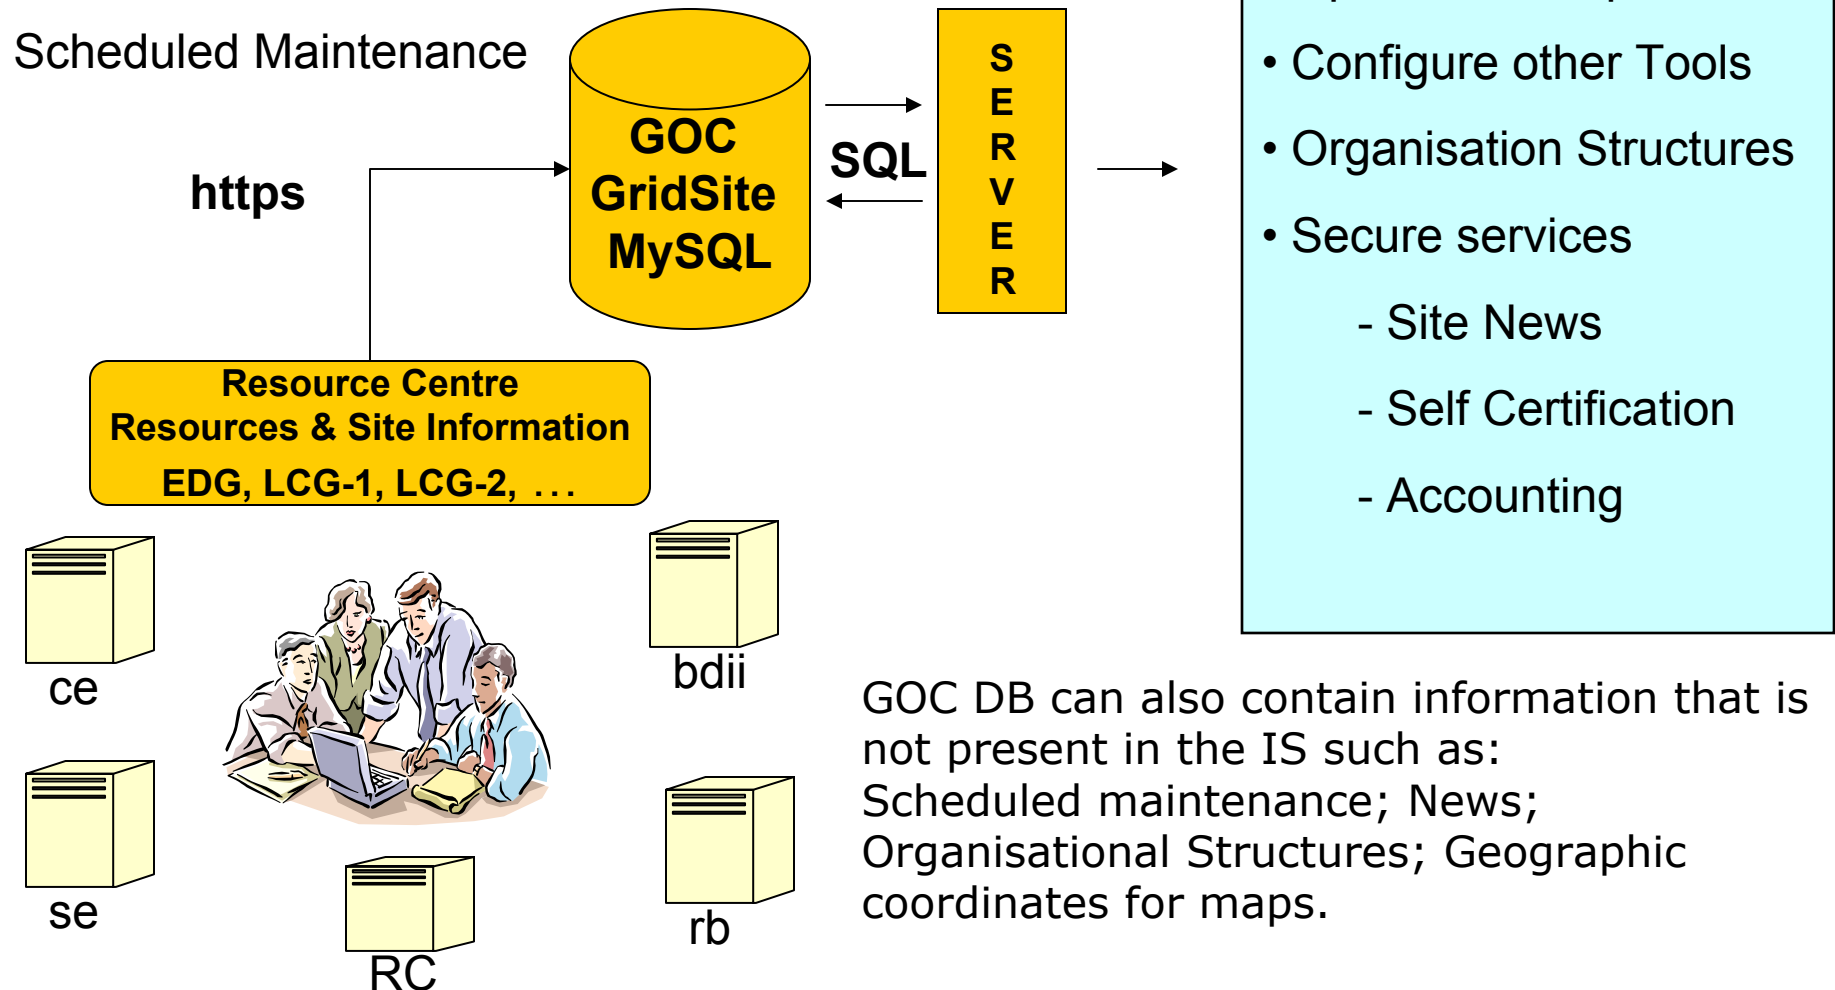 Scheduled Maintenance
https
GOC
GridSite
MySQL
SQL
SERVER
• Configure other Tools
• Organisation Structures
• Secure services
- Site News
- Self Certification
- Accounting
Resource Centre
Resources & Site Information
EDG, LCG-1, LCG-2, ...
ce
se
RC
bdii
rb
GOC DB can also contain information that is
not present in the IS such as:
Scheduled maintenance; News;
Organisational Structures; Geographic
coordinates for maps.